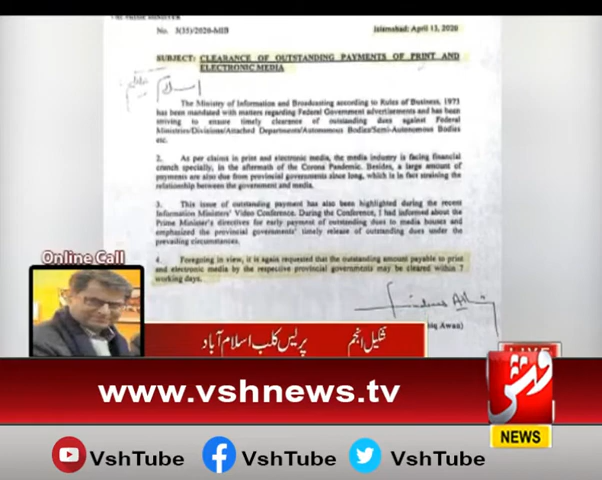 No. 3(35)/2020-MIB
Islamabad: April 13, 2020
SUBJECT: CLEARANCE OF OUTSTANDING PAYMENTS OF PRINT AND
ELECTRONIC MEDIA
The Ministry of Information and Broadcasting according to Rules of Business, 1973
has been mandated with matters regarding Federal Government advertisements and has been
striving to ensure timely clearance of outstanding dues against Federal
Ministries/Divisions/Attached Departments/Autonomous Bodies/Semi-Autonomous Bodies
etc.
2. As per claims in print and electronic media, the media industry is facing financial
crunch specially, in the aftermath of the Corona Pandemic. Besides, a large amount of
payments are also due from provincial governments since long, which is in fact straining the
relationship between the government and media.
3. This issue of outstanding payment has also been highlighted during the recent
Information Ministers' Video Conference. During the Conference, I had informed about the
Prime Minister's directives for early payment of outstanding dues to media houses and
emphasized the provincial governments' timely release of outstanding dues under the
prevailing circumstances.
4. Foregoing in view, it is again requested that the outstanding amount payable to print
and electronic media by the respective provincial governments may be cleared within 7
working days.
Awan)
Online Call
شکیل انجم پریس کلب اسلام آباد
LIVE
www.vshnews.tv
وش
NEWS
VshTube VshTube VshTube